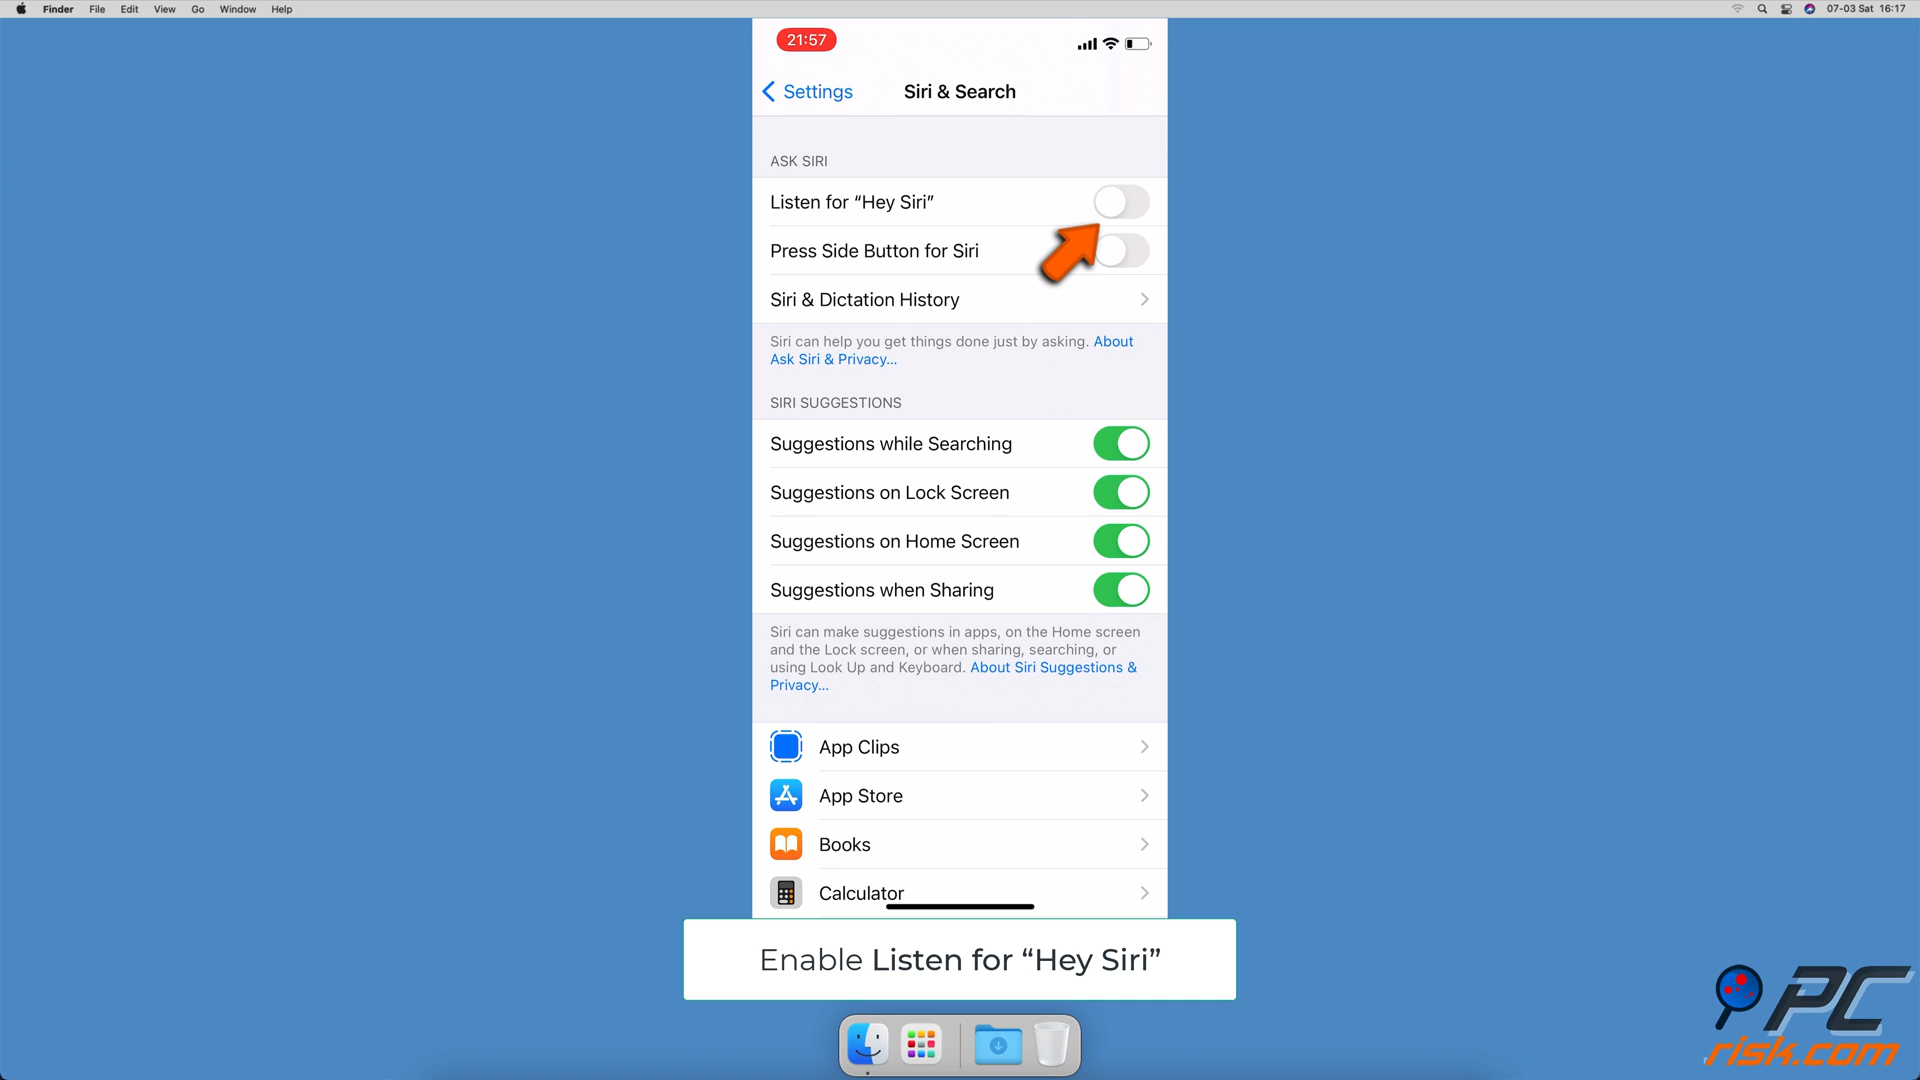 Finder File Edit View Go Window Help
07-03 Sat 16:17
21:57
Settings
Siri & Search
ASK SIRI
Listen for “Hey Siri”
Press Side Button for Siri
Siri & Dictation History
Siri can help you get things done just by asking. About
Ask Siri & Privacy...
SIRI SUGGESTIONS
Suggestions while Searching
Suggestions on Lock Screen
Suggestions on Home Screen
Suggestions when Sharing
Siri can make suggestions in apps, on the Home screen
and the Lock screen, or when sharing, searching, or
using Look Up and Keyboard. About Siri Suggestions &
Privacy...
App Clips
App Store
Books
Calculator
Enable Listen for “Hey Siri”
PC
risk.com